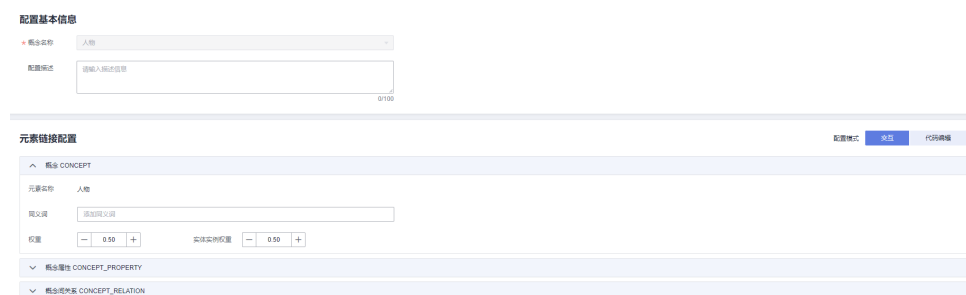 配置基本信息
* 概念名称 人物
配置描述 请输入描述信息
0/100
元素链接配置 配置模式 交互 代码编辑
概念 CONCEPT
元素名称 人物
同义词 添加同义词
权重 — 0.50 + 实体实例权重 — 0.50 +
概念属性 CONCEPT_PROPERTY
概念间关系 CONCEPT_RELATION